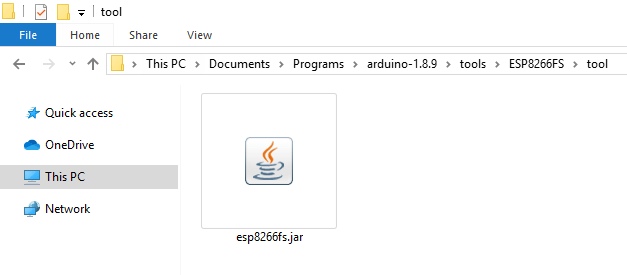 tool
File Home Share View
This PC Documents Programs arduino-1.8.9 tools ESP8266FS tool
Quick access
OneDrive
This PC
Network
esp8266fs.jar